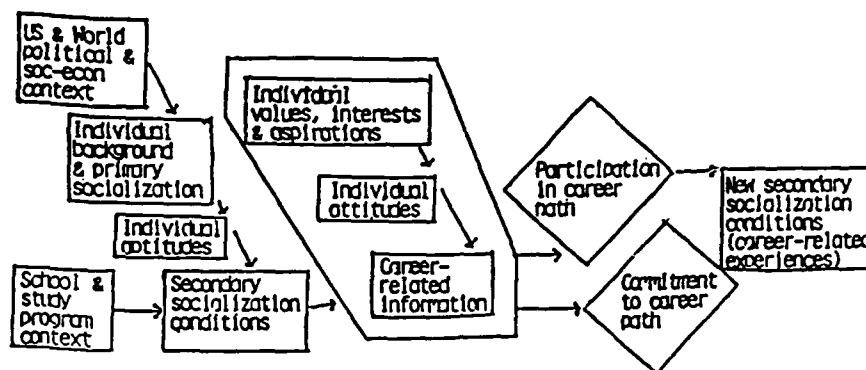 US & World
political &
soc-econ
context
Individual
background
& primary
socialization
Individual
aptitudes
School &
study
program
context
Secondary
socialization
conditions
Individual
values, interests
& aspirations
Individual
attitudes
Career-
related
information
Participation
in career
path
Commitment
to career
path
New secondary
socialization
conditions
(career-related
experiences)